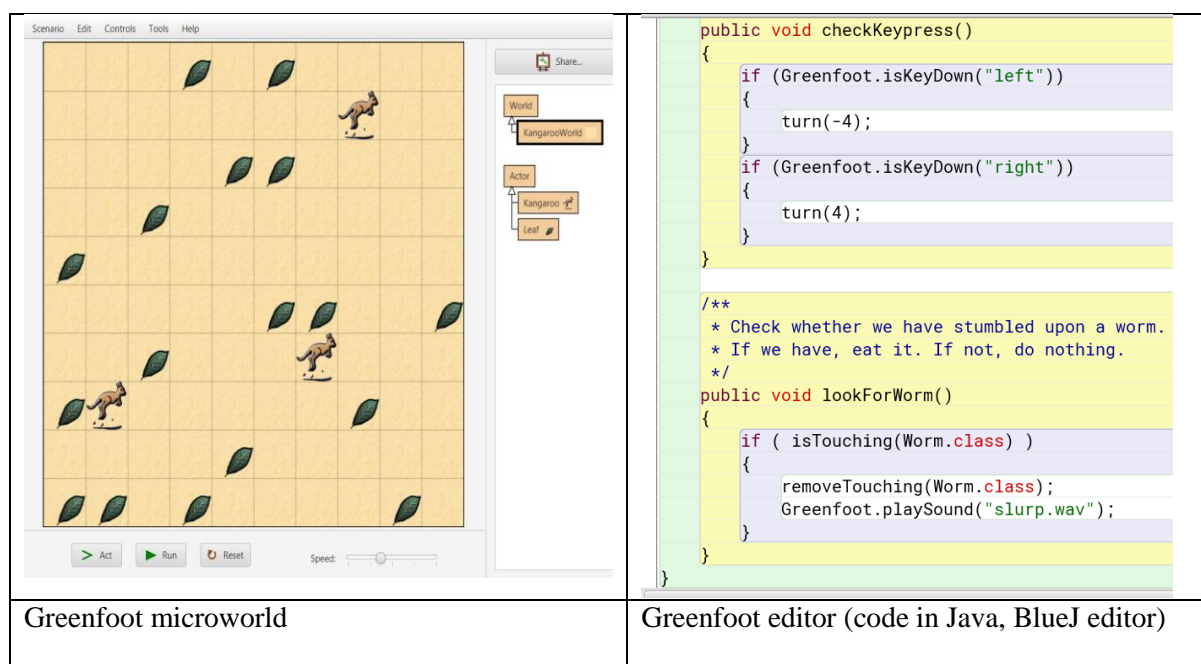 Scenario Edit Controls Tools Help
Share...
World
KangarooWorld
Actor
Kangaroo
Leaf
> Act
Run
Reset
Speed:
public void checkKeypress()
{
if (Greenfoot.isKeyDown("left"))
{
turn(-4);
}
if (Greenfoot.isKeyDown("right"))
{
turn(4);
}
}
/**
* Check whether we have stumbled upon a worm.
* If we have, eat it. If not, do nothing.
*/
public void lookForWorm()
{
if ( isTouching(Worm.class) )
{
removeTouching(Worm.class);
Greenfoot.playSound("slurp.wav");
}
}
}
Greenfoot microworld
Greenfoot editor (code in Java, BlueJ editor)